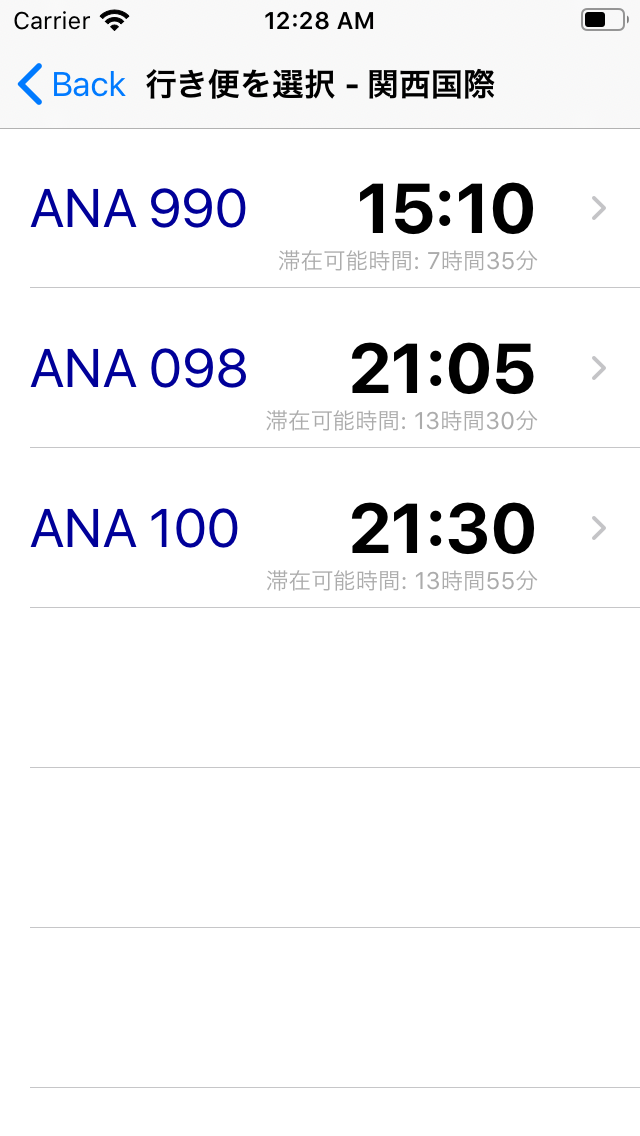 Carrier 12:28 AM
Back 行き便を選択 - 関西国際
ANA 990 15:10
滞在可能時間: 7時間35分
ANA 098 21:05
滞在可能時間: 13時間30分
ANA 100 21:30
滞在可能時間: 13時間55分